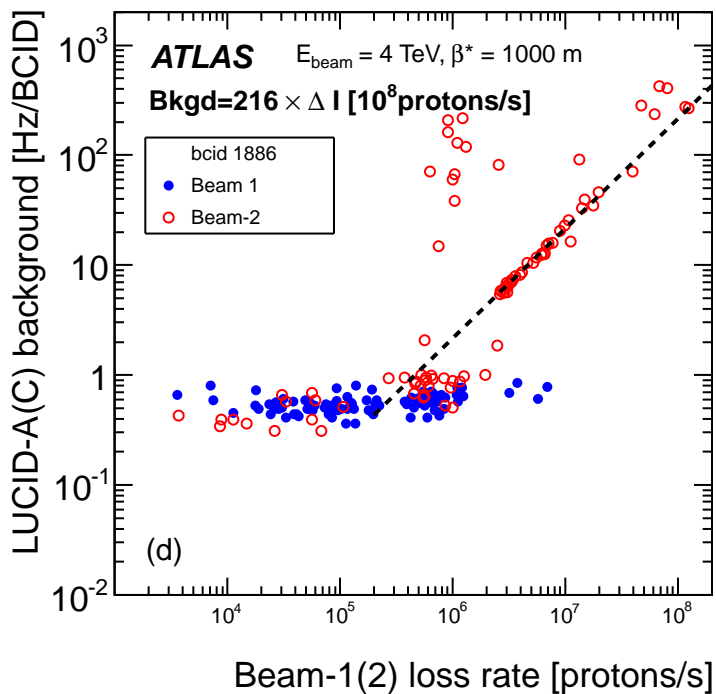 10^3
ATLAS E_beam = 4 TeV, β* = 1000 m
Bkgd=216 × Δ I [10^8protons/s]
bcid 1886
Beam 1
Beam-2
10^2
10
1
10^-1
10^-2
LUCID-A(C) background [Hz/BCID]
(d)
10^4 10^5 10^6 10^7 10^8
Beam-1(2) loss rate [protons/s]